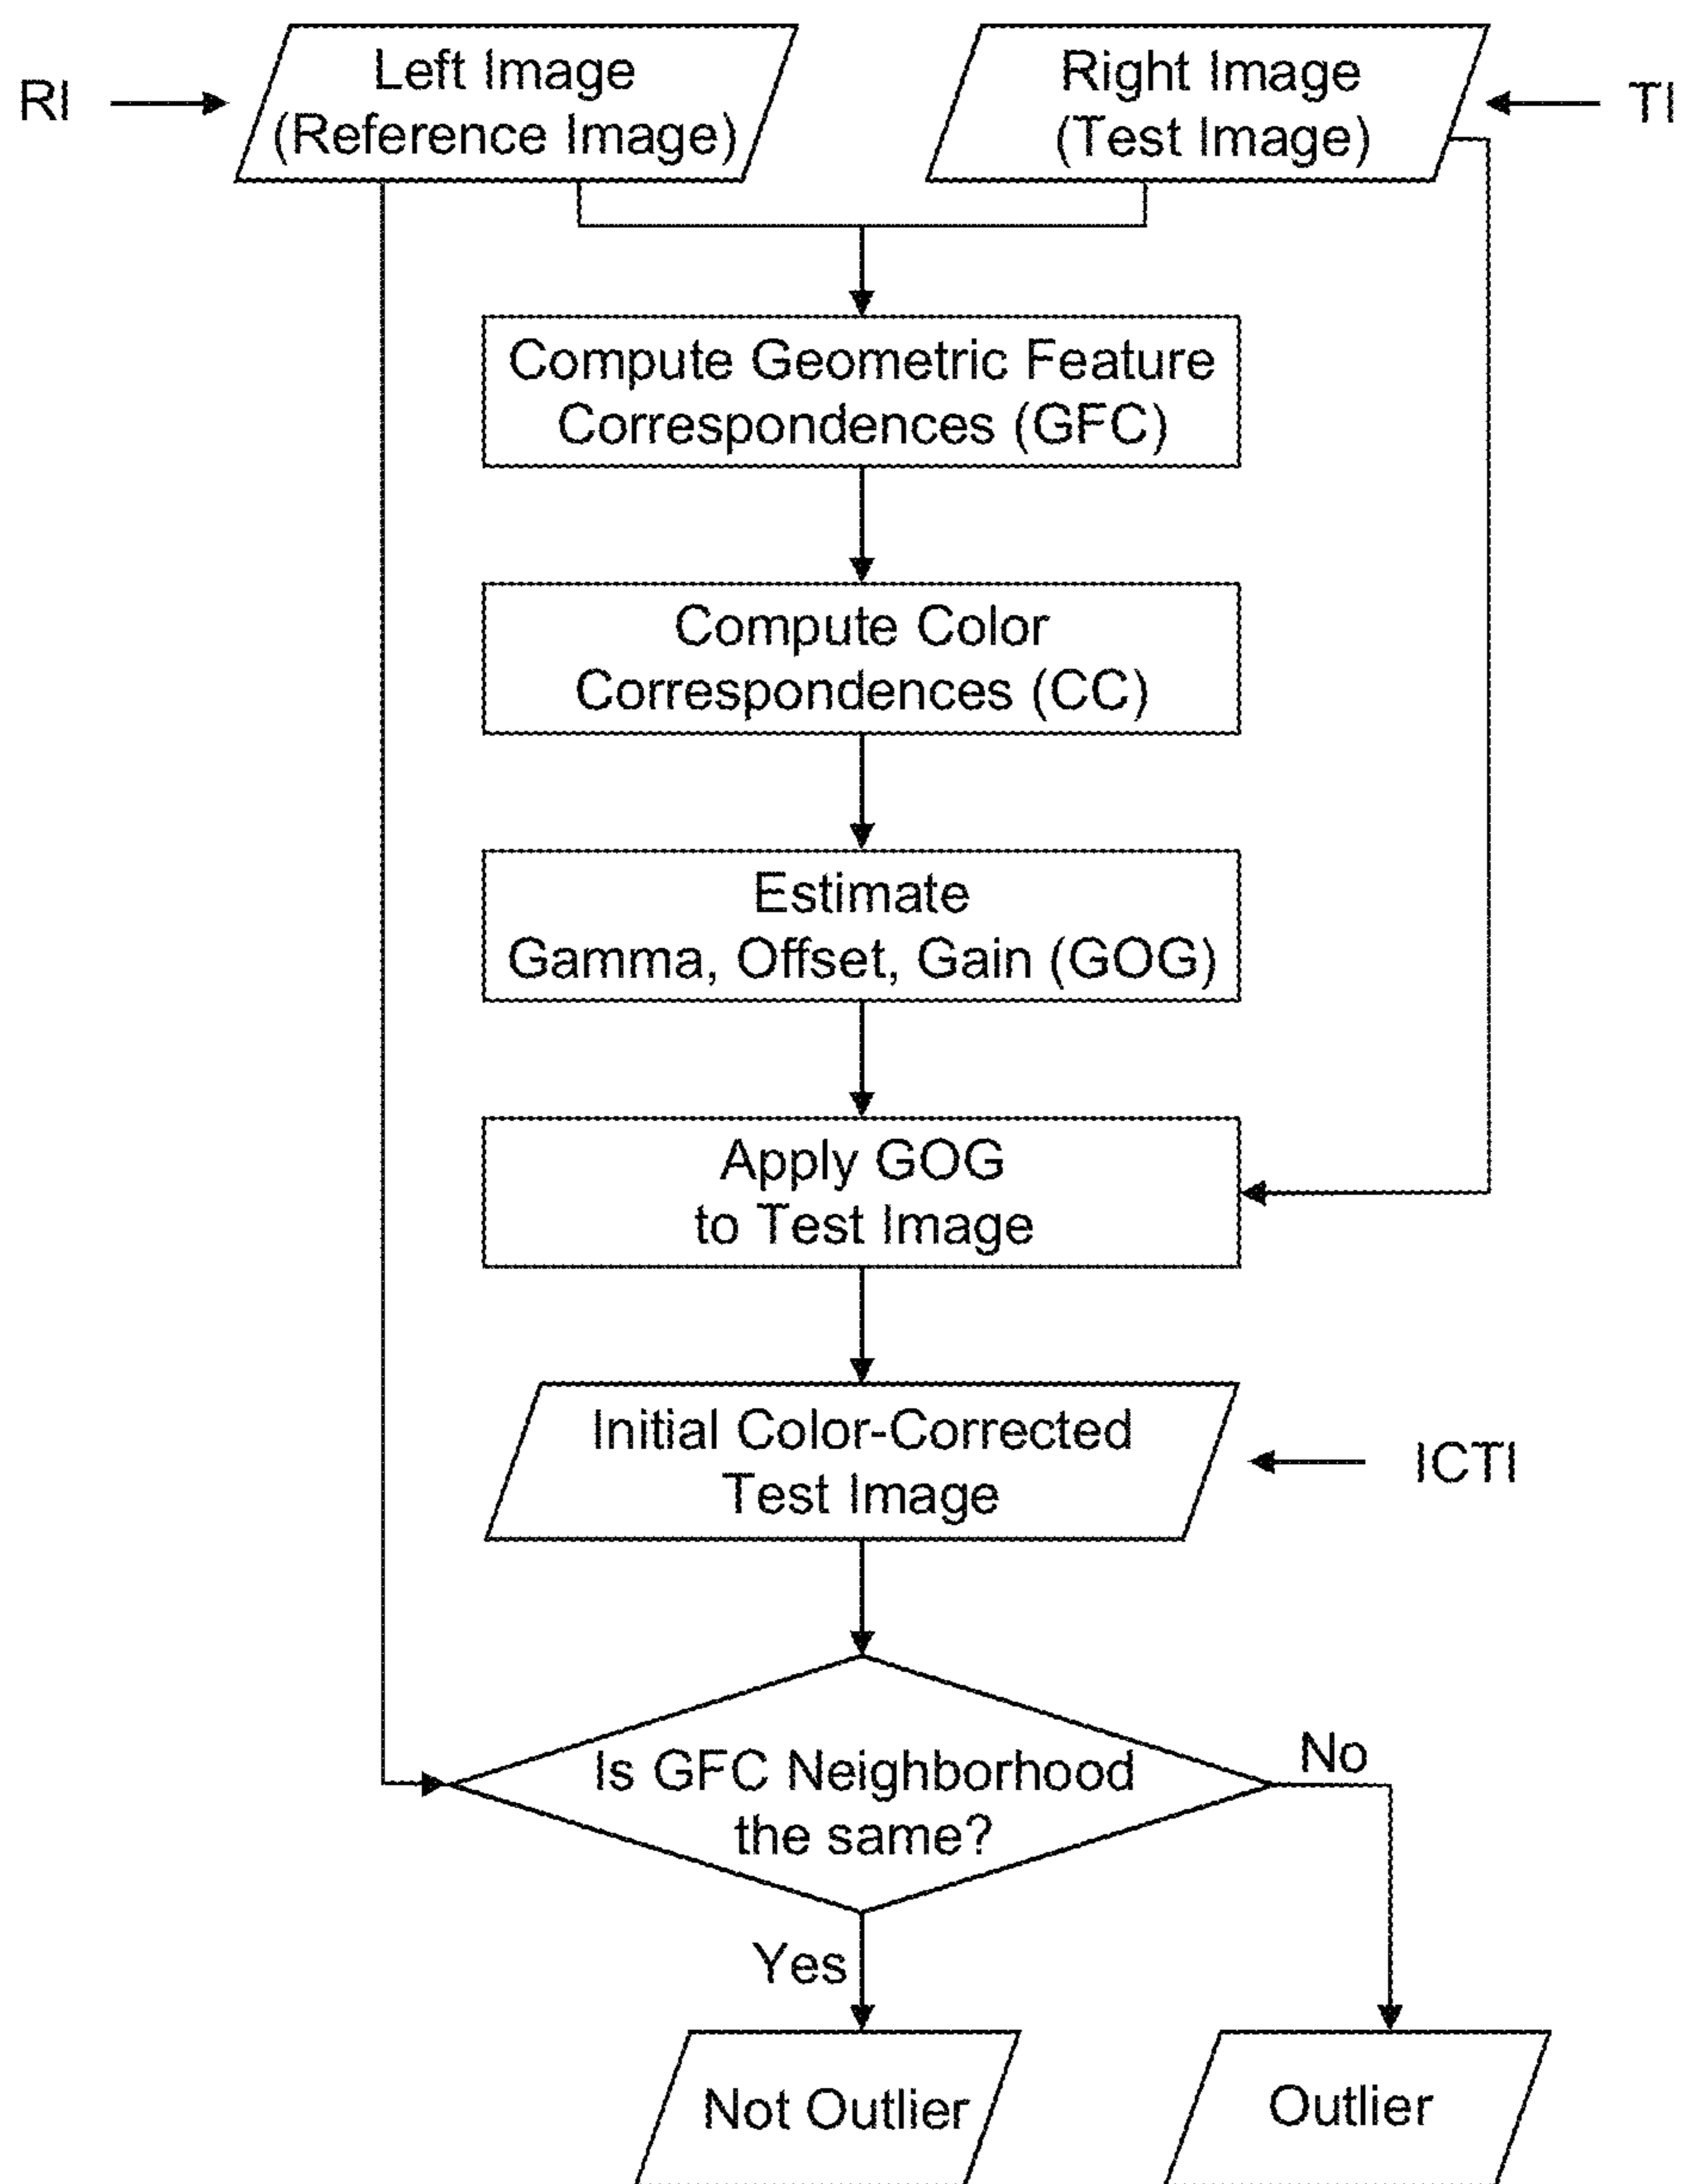 RI
Left Image
(Reference Image)
Right Image
(Test Image)
TI
Compute Geometric Feature
Correspondences (GFC)
Compute Color
Correspondences (CC)
Estimate
Gamma, Offset, Gain (GOG)
Apply GOG
to Test Image
Initial Color-Corrected
Test Image
ICTI
Is GFC Neighborhood
the same?
No
Yes
Not Outlier
Outlier